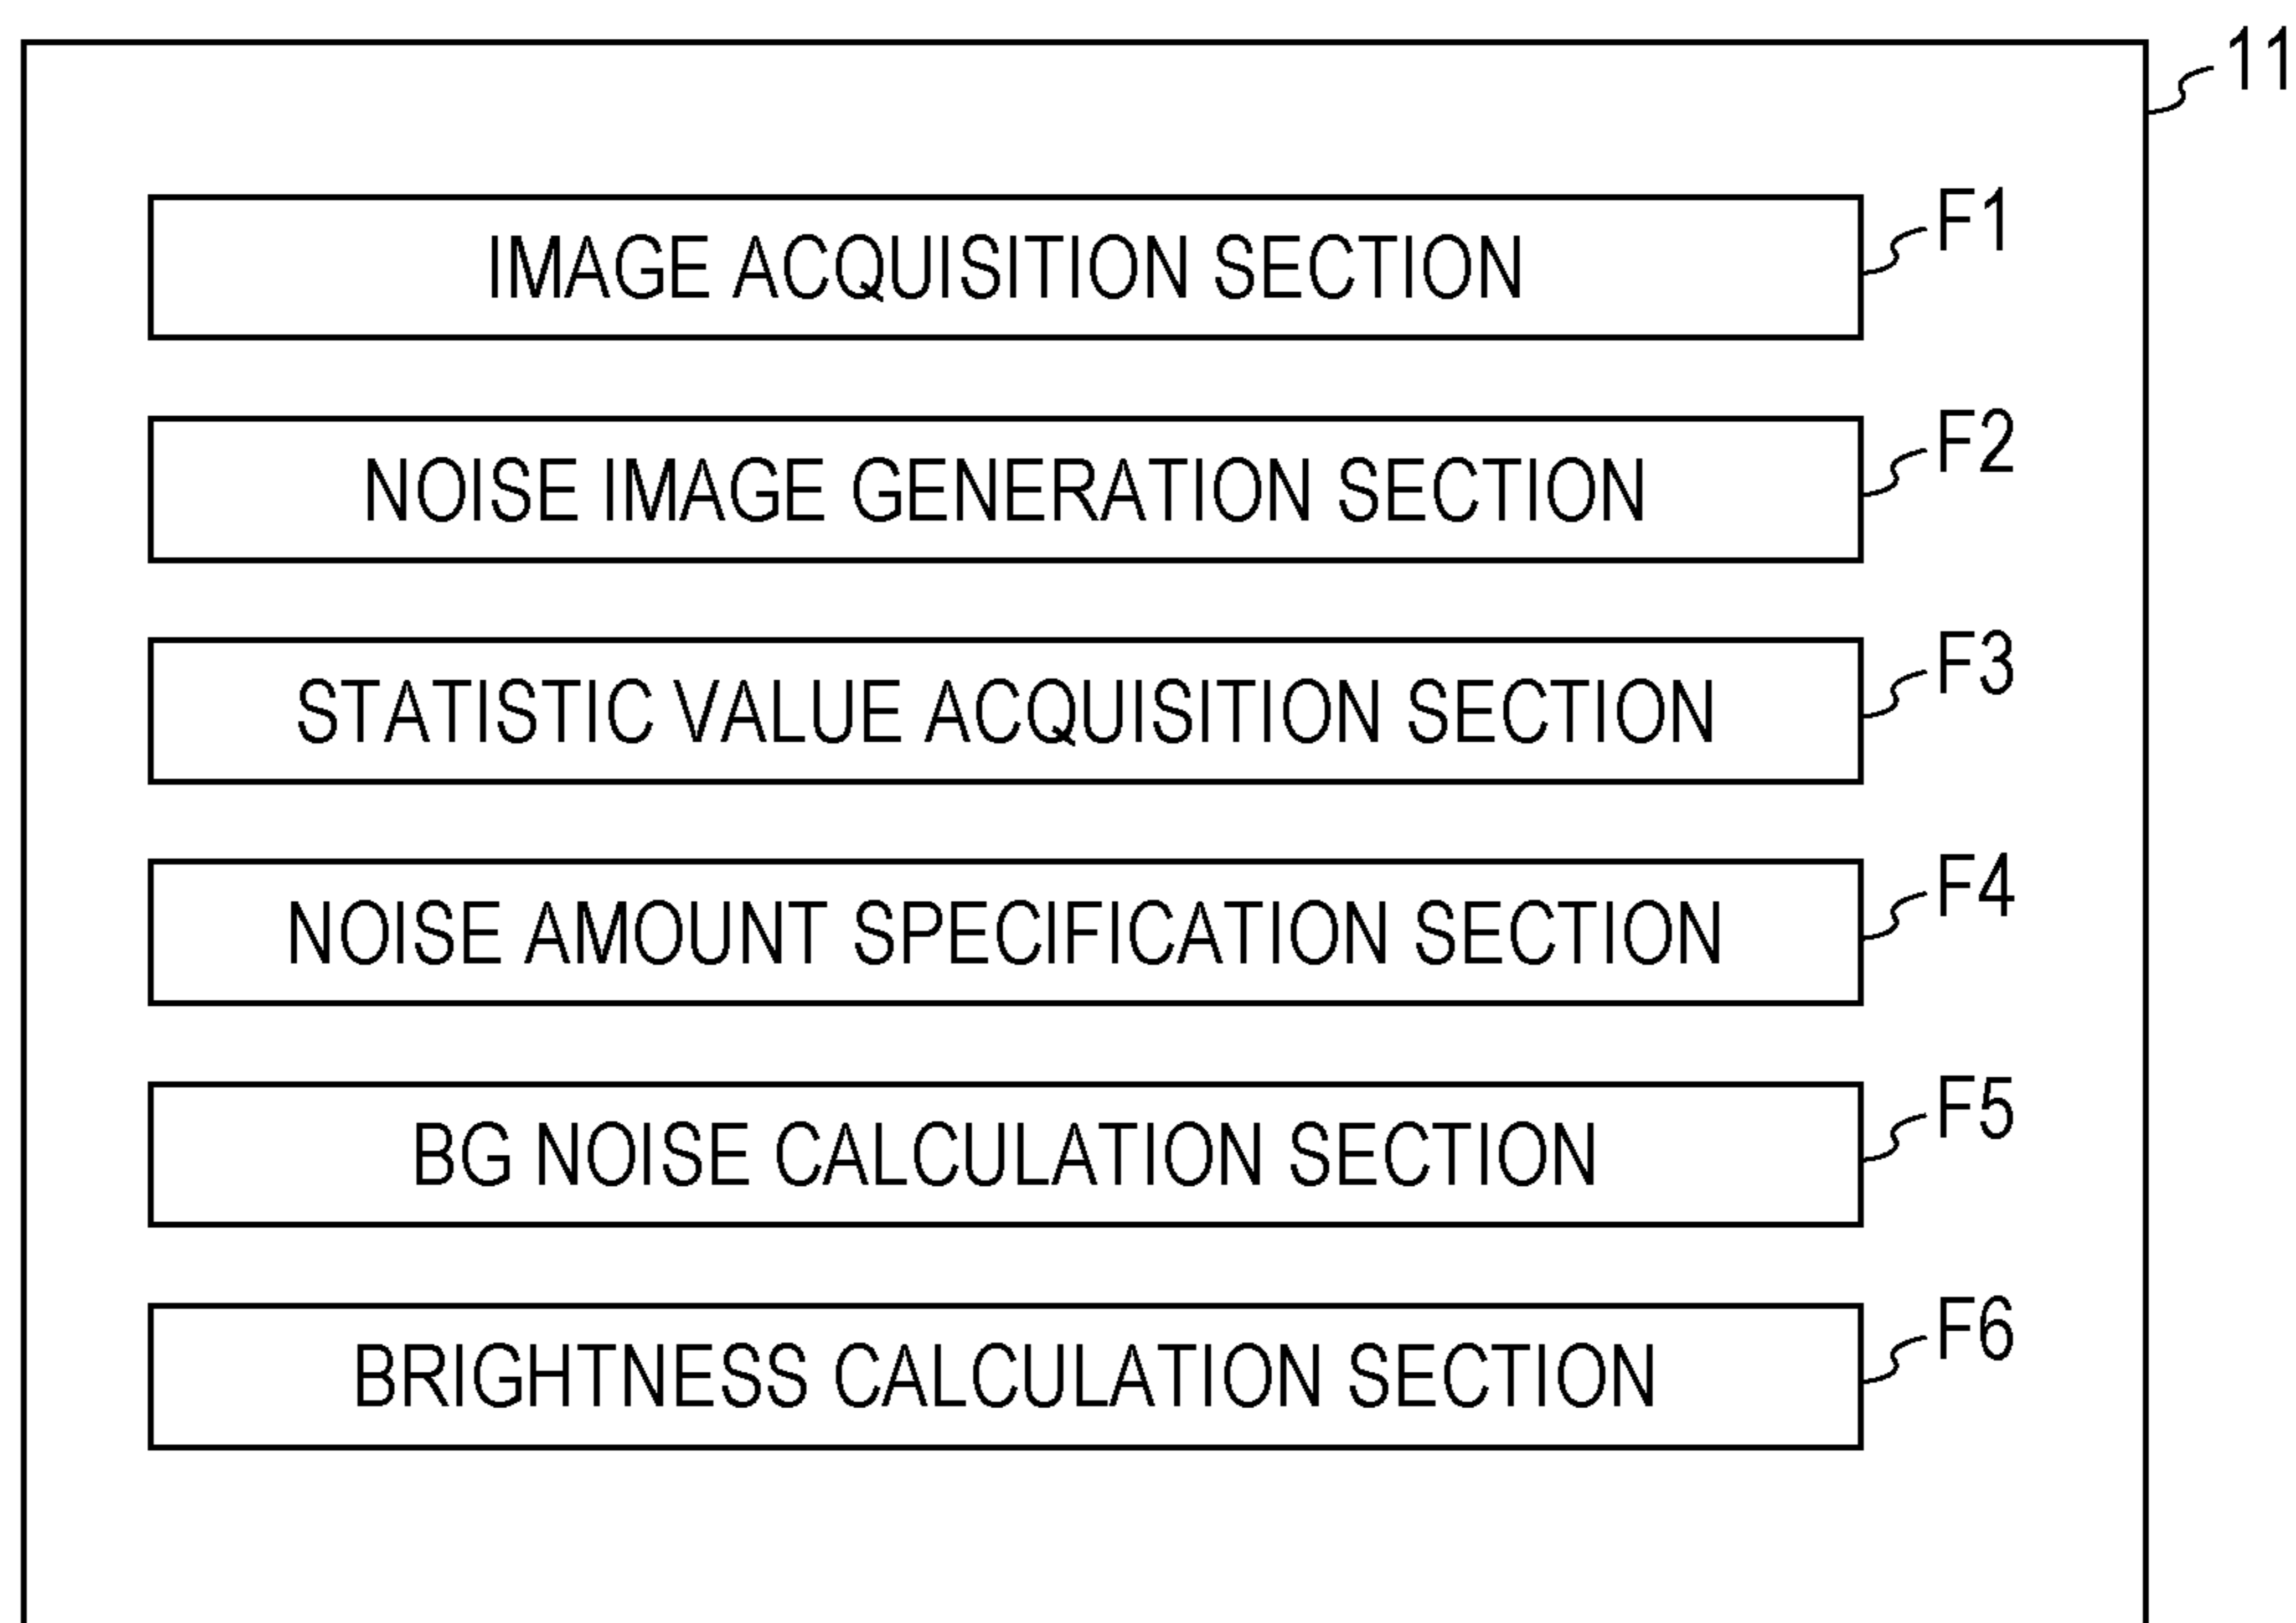 11
IMAGE ACQUISITION SECTION F1
NOISE IMAGE GENERATION SECTION F2
STATISTIC VALUE ACQUISITION SECTION F3
NOISE AMOUNT SPECIFICATION SECTION F4
BG NOISE CALCULATION SECTION F5
BRIGHTNESS CALCULATION SECTION F6